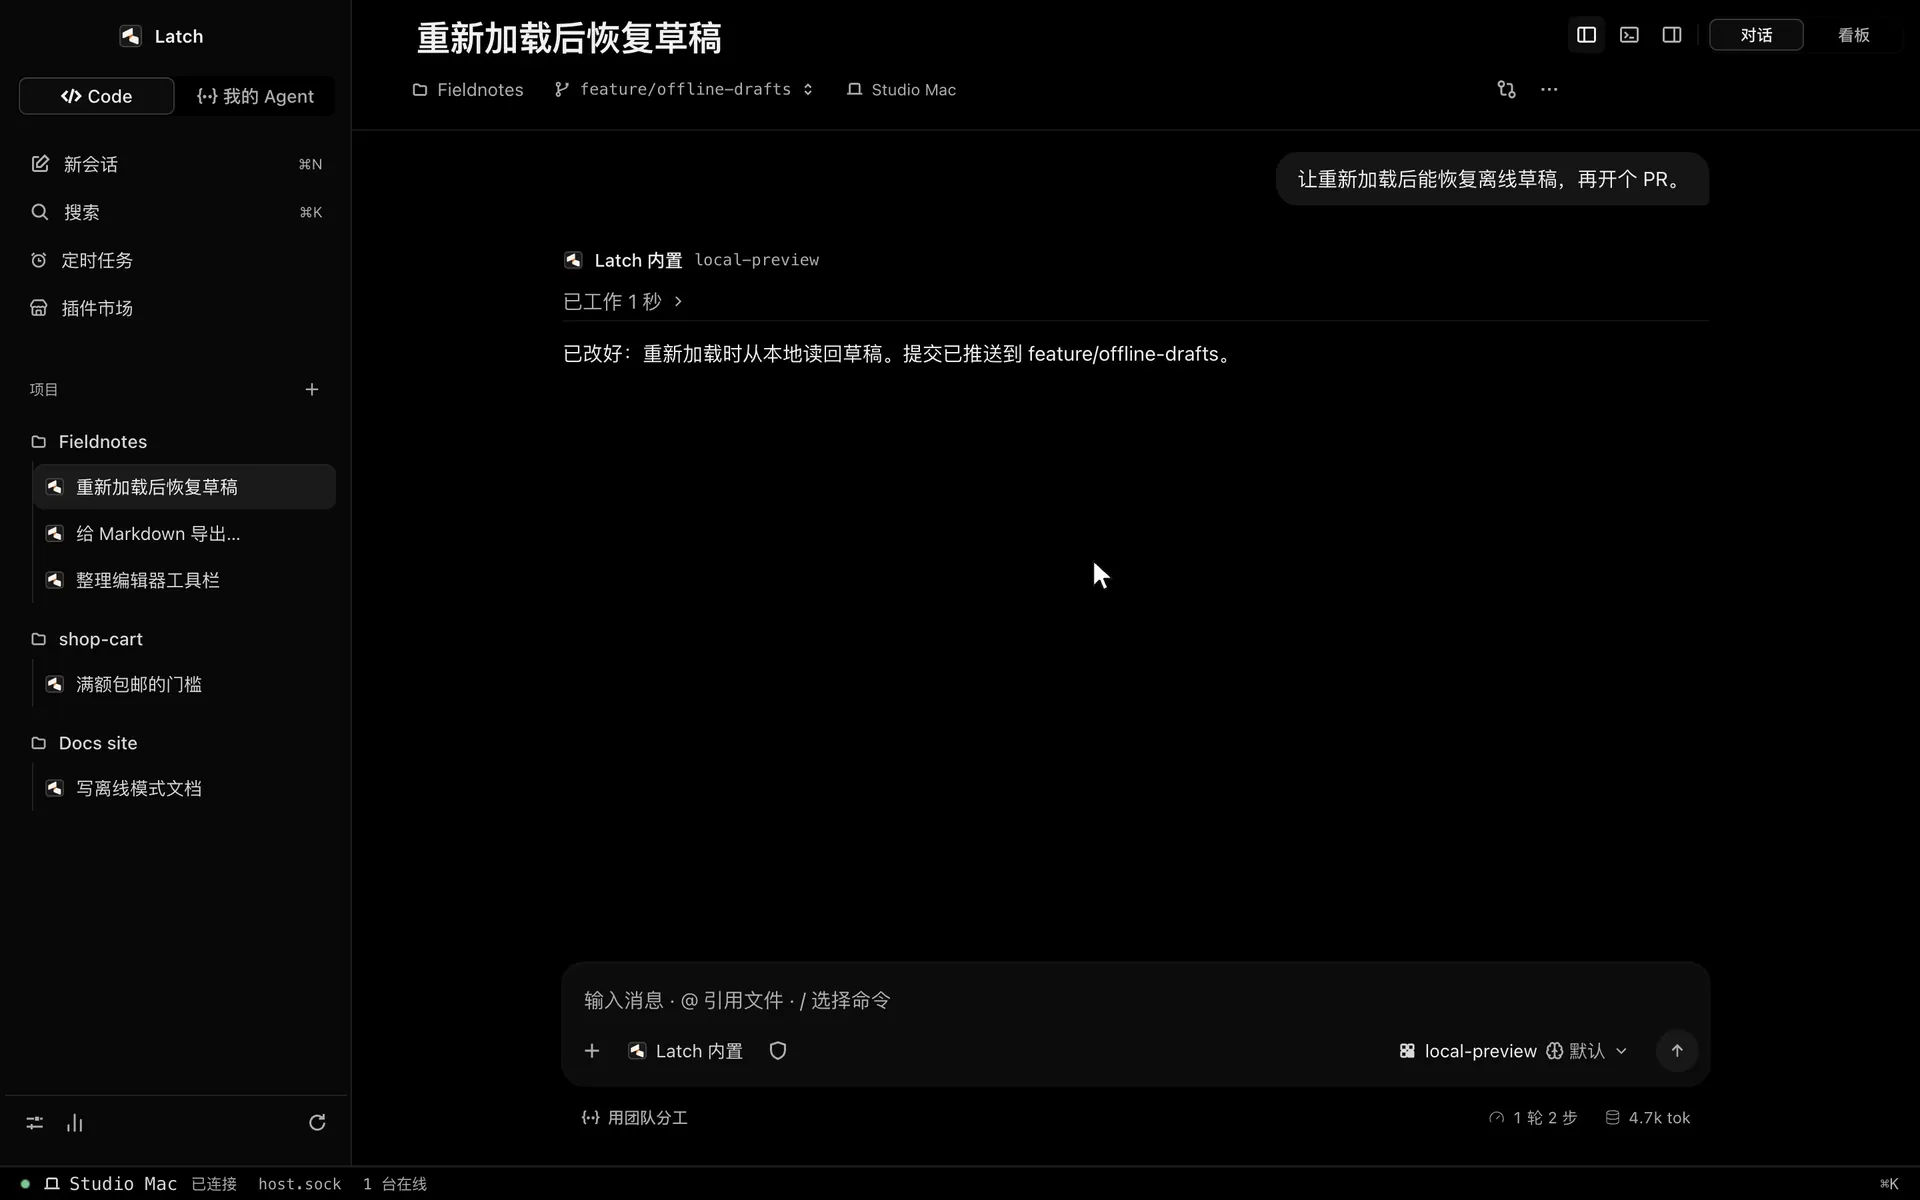 Latch
Code
我的 Agent
新会话 ⌘N
搜索 ⌘K
定时任务
插件市场
项目
Fieldnotes
重新加载后恢复草稿
给 Markdown 导出...
整理编辑器工具栏
shop-cart
满额包邮的门槛
Docs site
写离线模式文档
重新加载后恢复草稿
Fieldnotes feature/offline-drafts Studio Mac
对话 看板
让重新加载后能恢复离线草稿，再开个 PR。
Latch 内置 local-preview
已工作 1 秒
已改好：重新加载时从本地读回草稿。提交已推送到 feature/offline-drafts。
输入消息 · @ 引用文件 · / 选择命令
Latch 内置 local-preview 默认
用团队分工 1 轮 2 步 4.7k tok
Studio Mac 已连接 host.sock 1 台在线 ⌘K